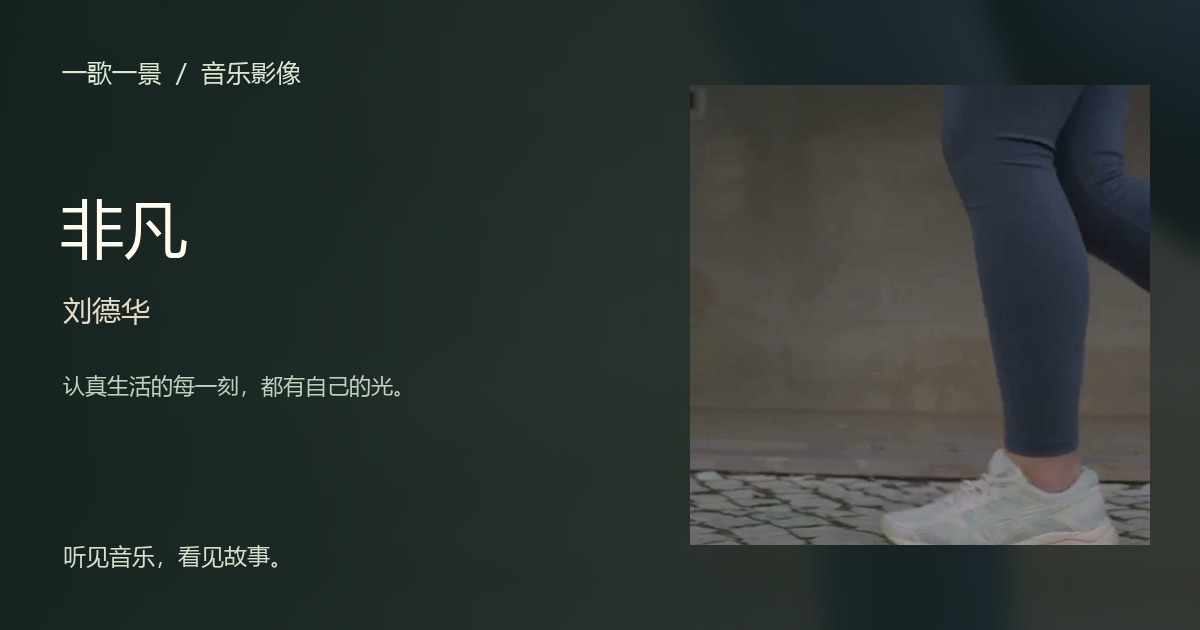 一歌一景 / 音乐影像
非凡
刘德华
认真生活的每一刻，都有自己的光。
听见音乐，看见故事。